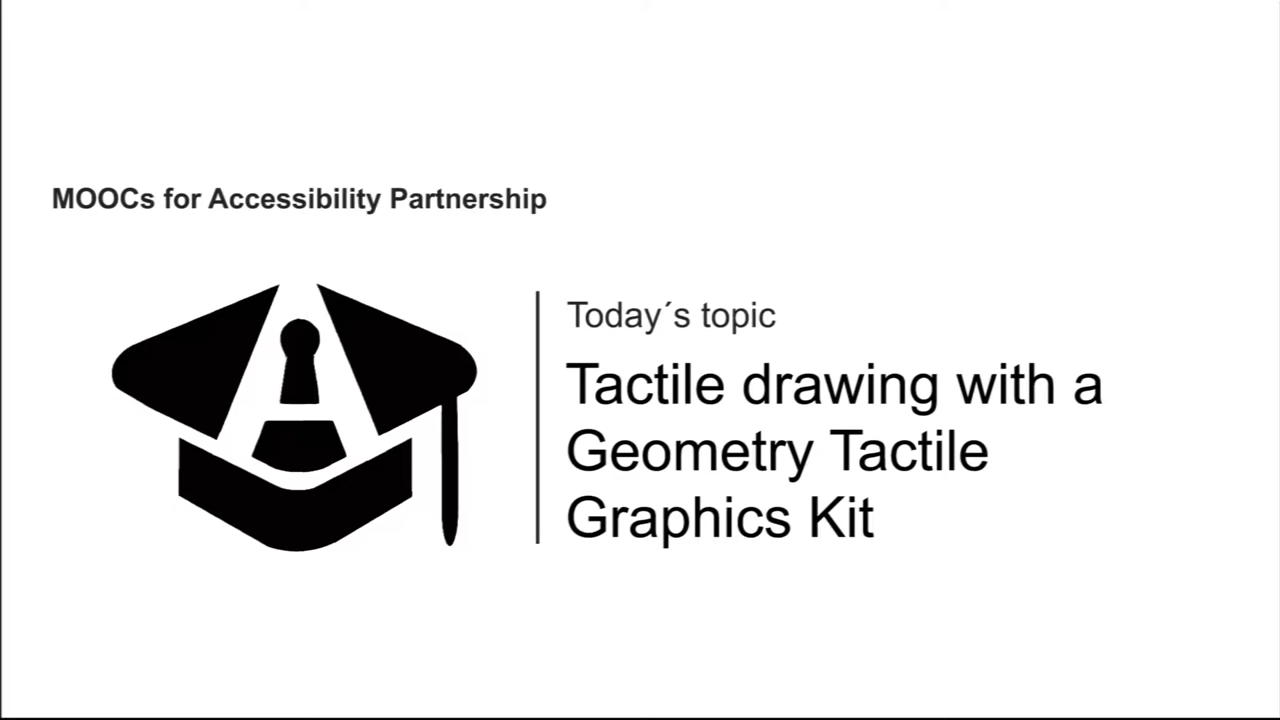 MOOCs for Accessibility Partnership
Today´s topic
Tactile drawing with a
Geometry Tactile
Graphics Kit